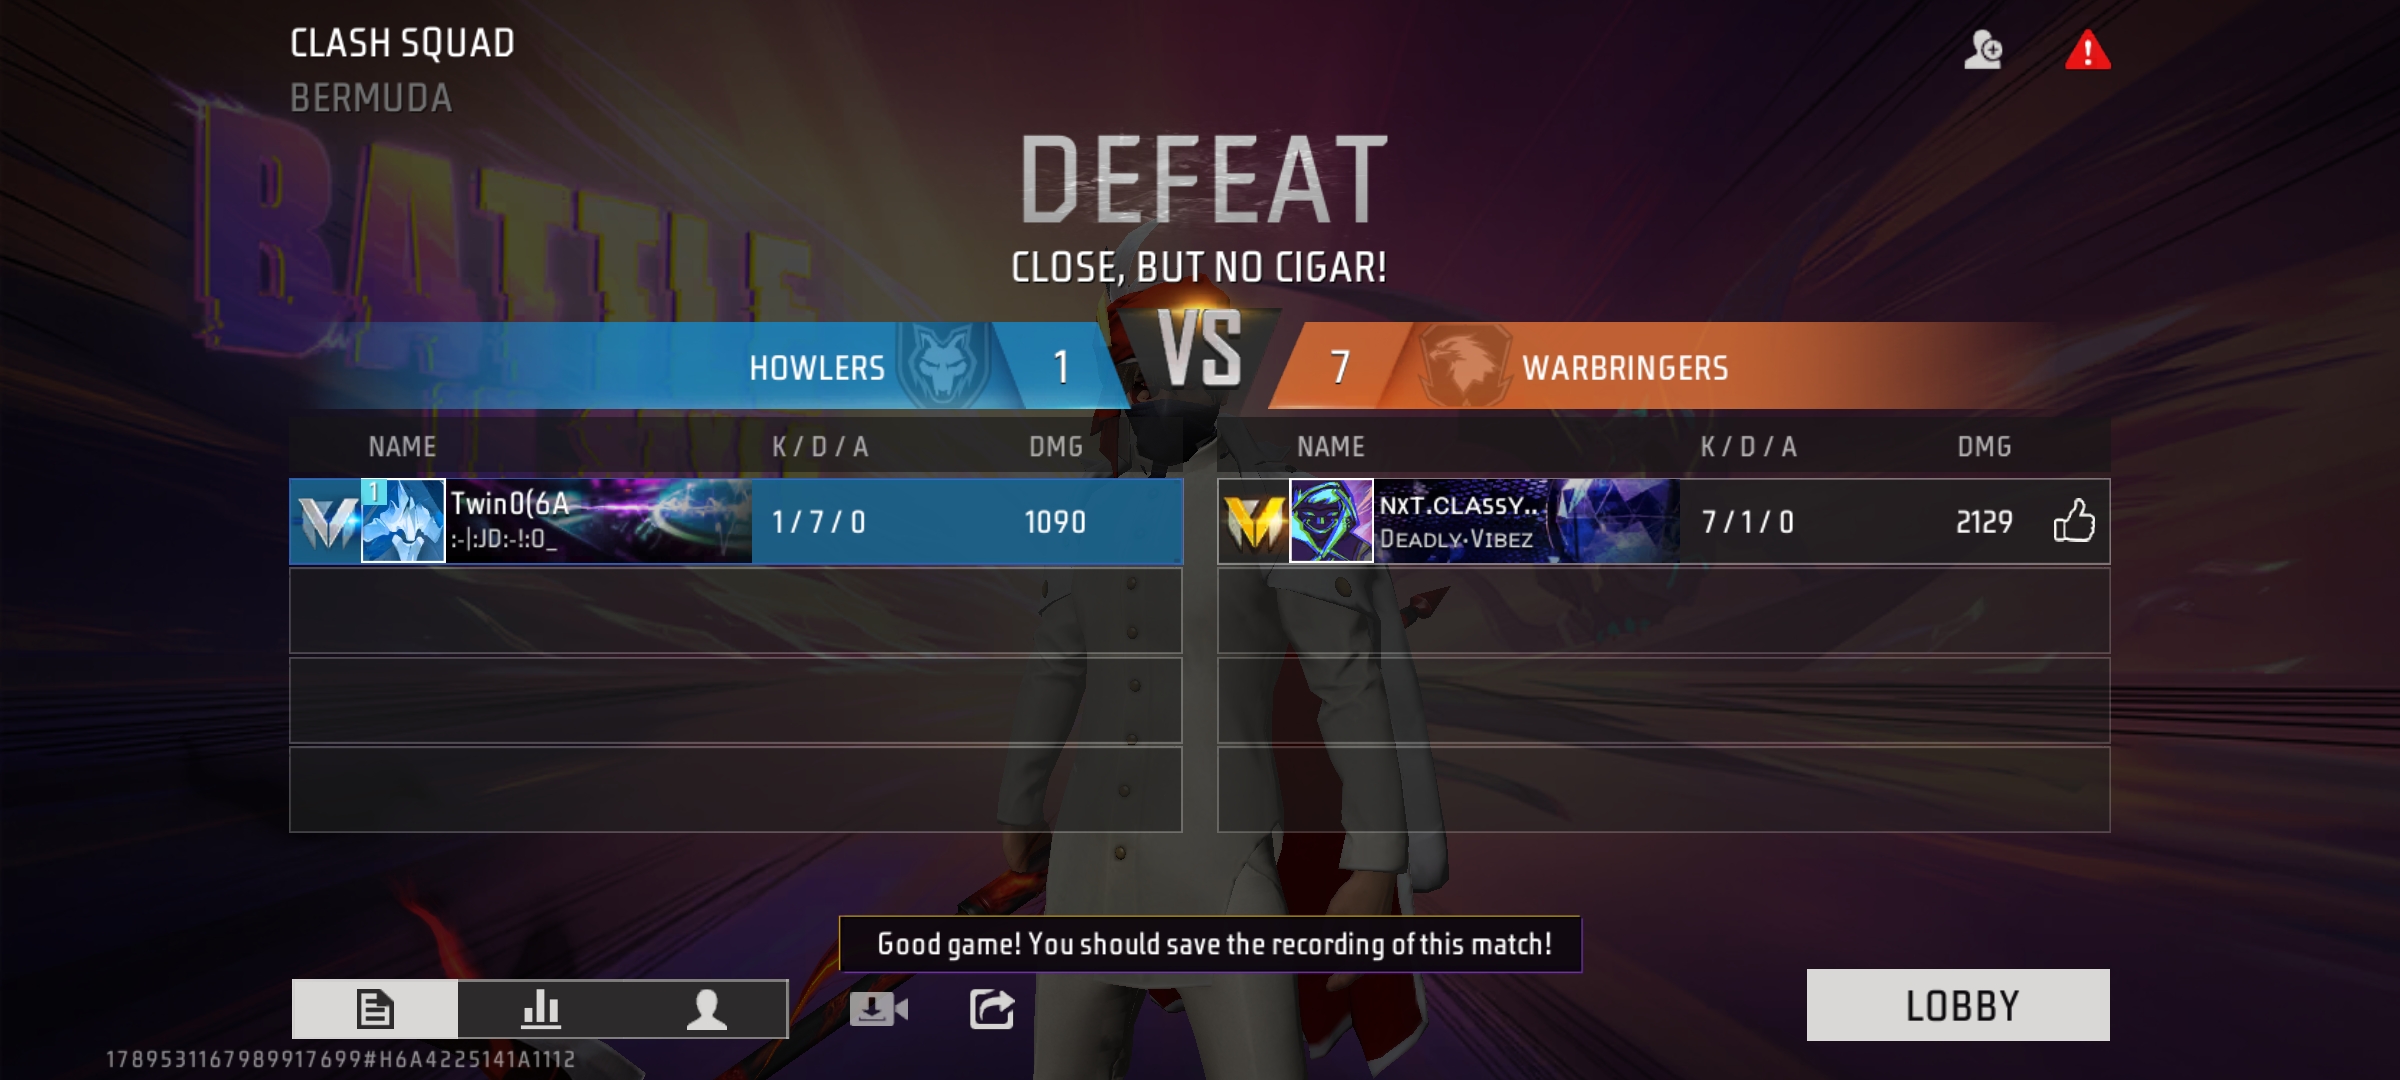 CLASH SQUAD
BERMUDA
BATTLE
DEFEAT
CLOSE, BUT NO CIGAR!
HOWLERS 1 VS 7 WARBRINGERS
NAME K / D / A DMG NAME K / D / A DMG
1 Twin0(6A 1 / 7 / 0 1090 NXT.CLASSY.. 7 / 1 / 0 2129
:-|:JD:-!:0_ DEADLY·VIBEZ
Good game! You should save the recording of this match!
LOBBY
1789531167989917699#H6A4225141A1112